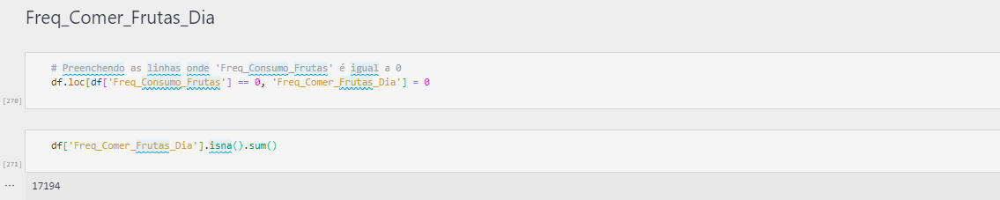 Freq_Comer_Frutas_Dia
# Preenchendo as linhas onde 'Freq_Consumo_Frutas' é igual a 0
df.loc[df['Freq_Consumo_Frutas'] == 0, 'Freq_Comer_Frutas_Dia'] = 0
[270]
df['Freq_Comer_Frutas_Dia'].isna().sum()
[271]
... 17194